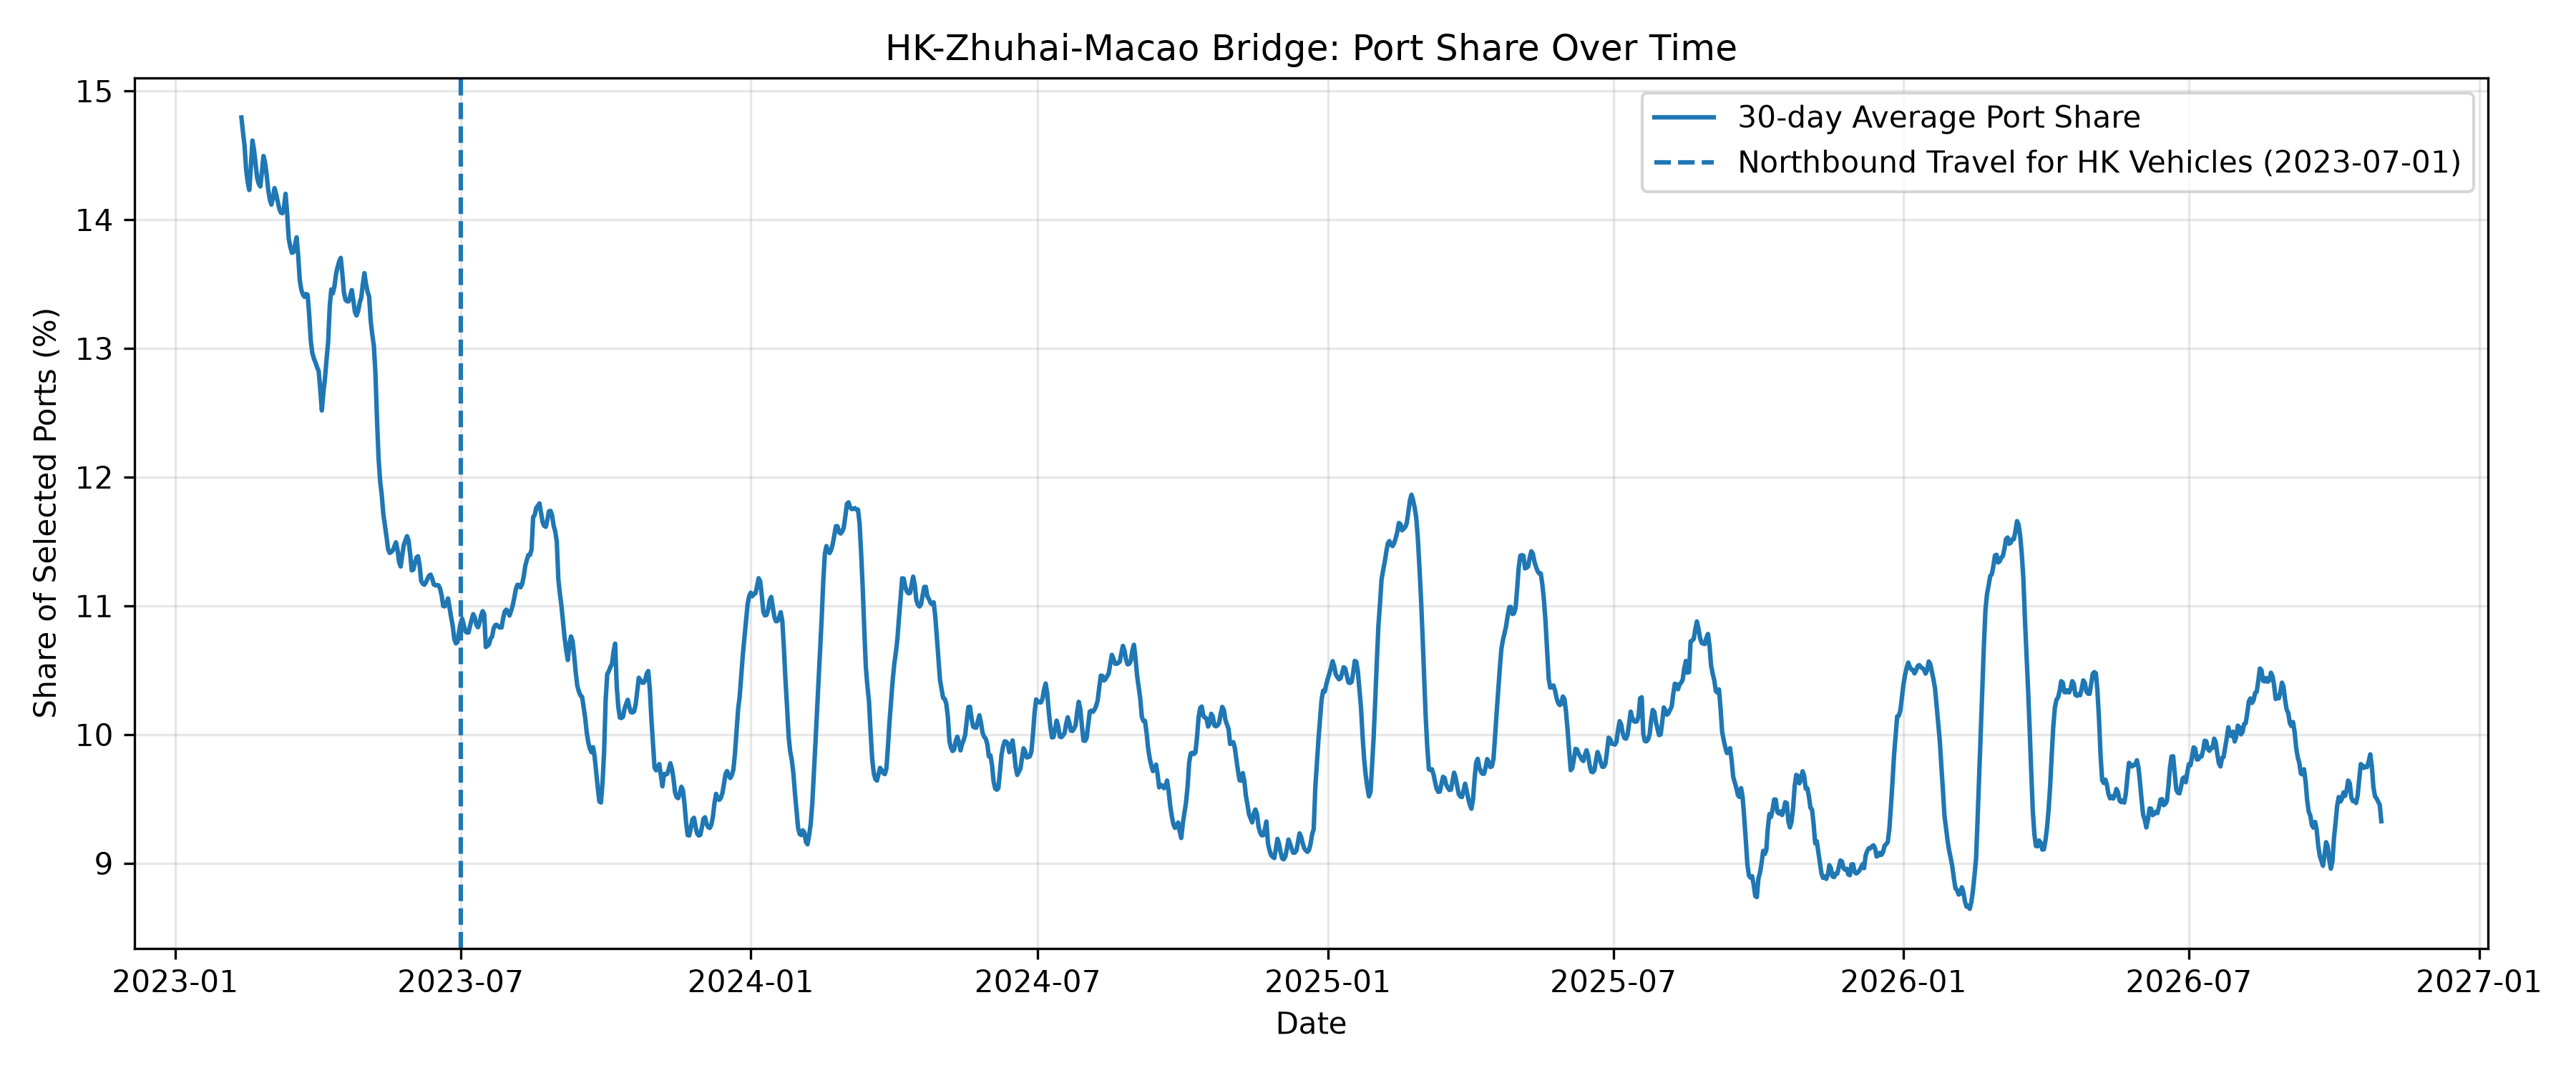 HK-Zhuhai-Macao Bridge: Port Share Over Time
30-day Average Port Share
Northbound Travel for HK Vehicles (2023-07-01)
Share of Selected Ports (%)
15
14
13
12
11
10
9
2023-01 2023-07 2024-01 2024-07 2025-01 2025-07 2026-01 2026-07 2027-01
Date